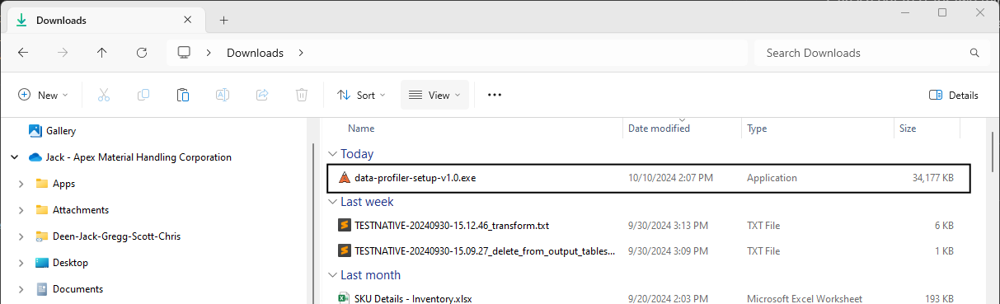 Downloads
Downloads
Search Downloads
New
Sort
View
Details
Gallery
Jack - Apex Material Handling Corporation
Apps
Attachments
Deen-Jack-Gregg-Scott-Chris
Desktop
Documents
Name Date modified Type Size
Today
data-profiler-setup-v1.0.exe 10/10/2024 2:07 PM Application 34,177 KB
Last week
TESTNATIVE-20240930-15.12.46_transform.txt 9/30/2024 3:13 PM TXT File 6 KB
TESTNATIVE-20240930-15.09.27_delete_from_output_tables... 9/30/2024 3:09 PM TXT File 1 KB
Last month
SKU Details - Inventory.xlsx 9/20/2024 2:03 PM Microsoft Excel Worksheet 193 KB